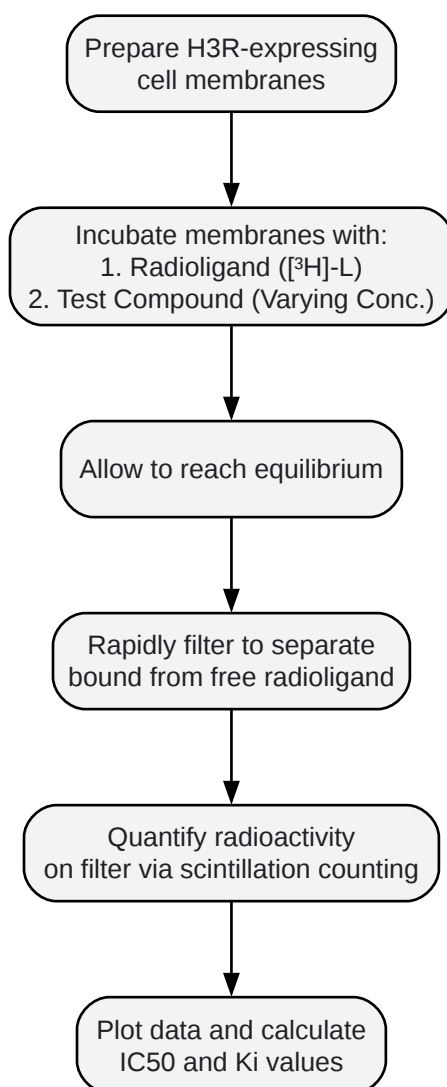 Prepare H3R-expressing
cell membranes
Incubate membranes with:
1. Radioligand ([³H]-L)
2. Test Compound (Varying Conc.)
Allow to reach equilibrium
Rapidly filter to separate
bound from free radioligand
Quantify radioactivity
on filter via scintillation counting
Plot data and calculate
IC50 and Ki values